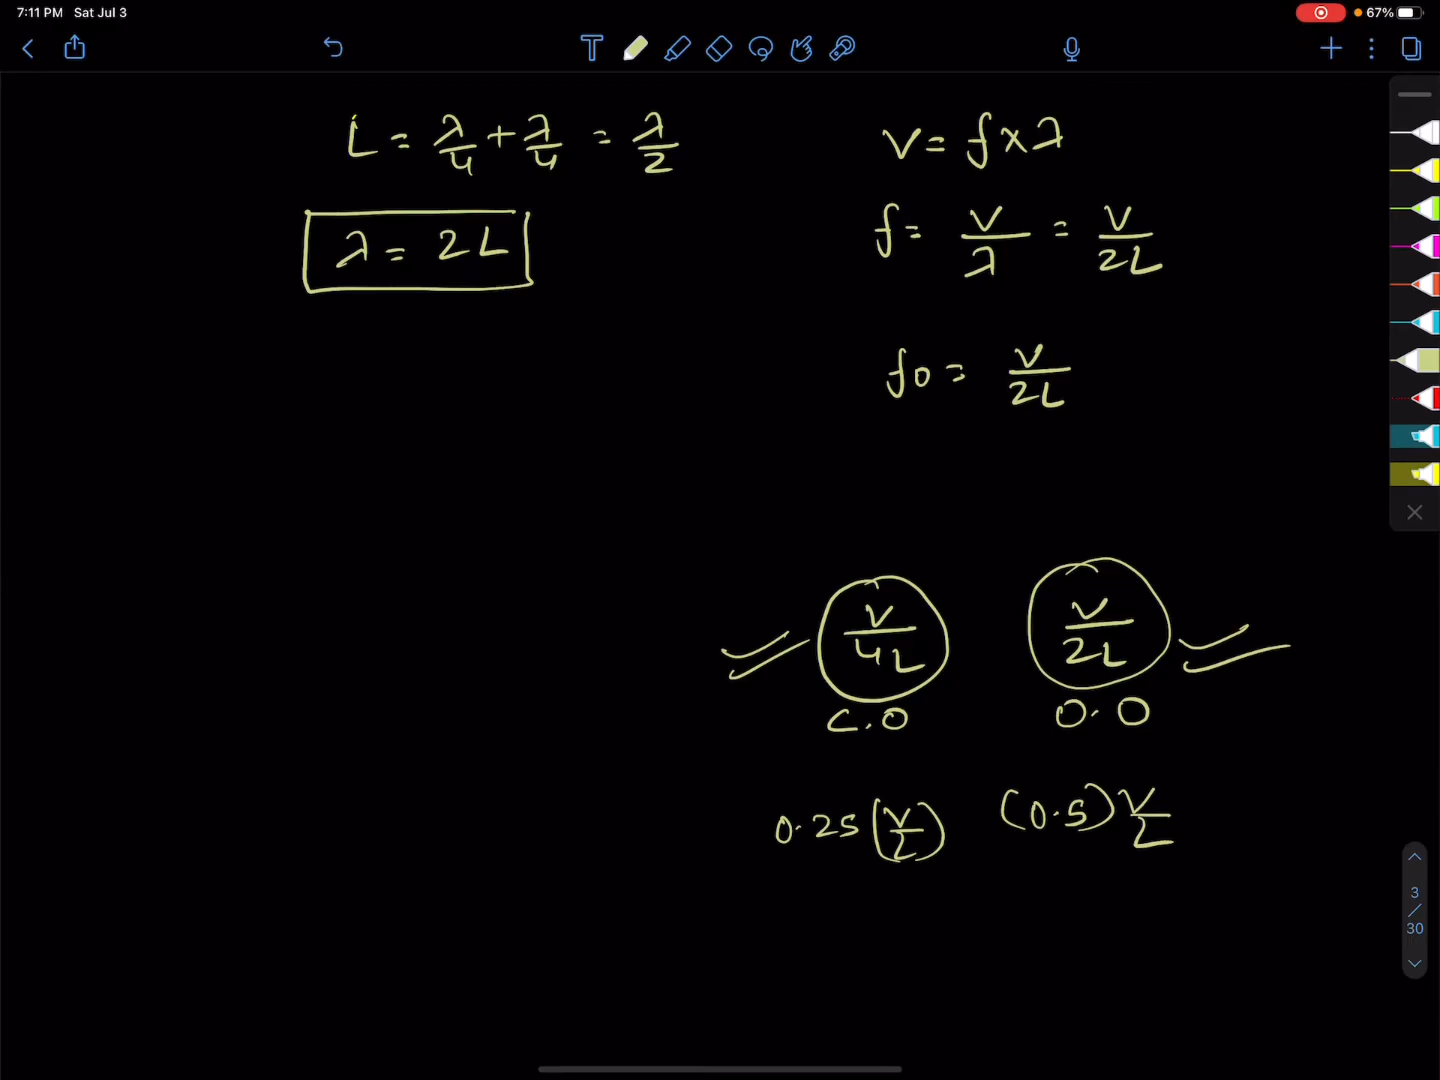 7:11 PM Sat Jul 3
67%
L = λ/4 + λ/4 = λ/2
λ = 2L
v = f x λ
f = v/λ = v/2L
f0 = v/2L
v/4L
v/2L
C.O
O.O
0.25 (v/L)
(0.5) v/L
3
/
30